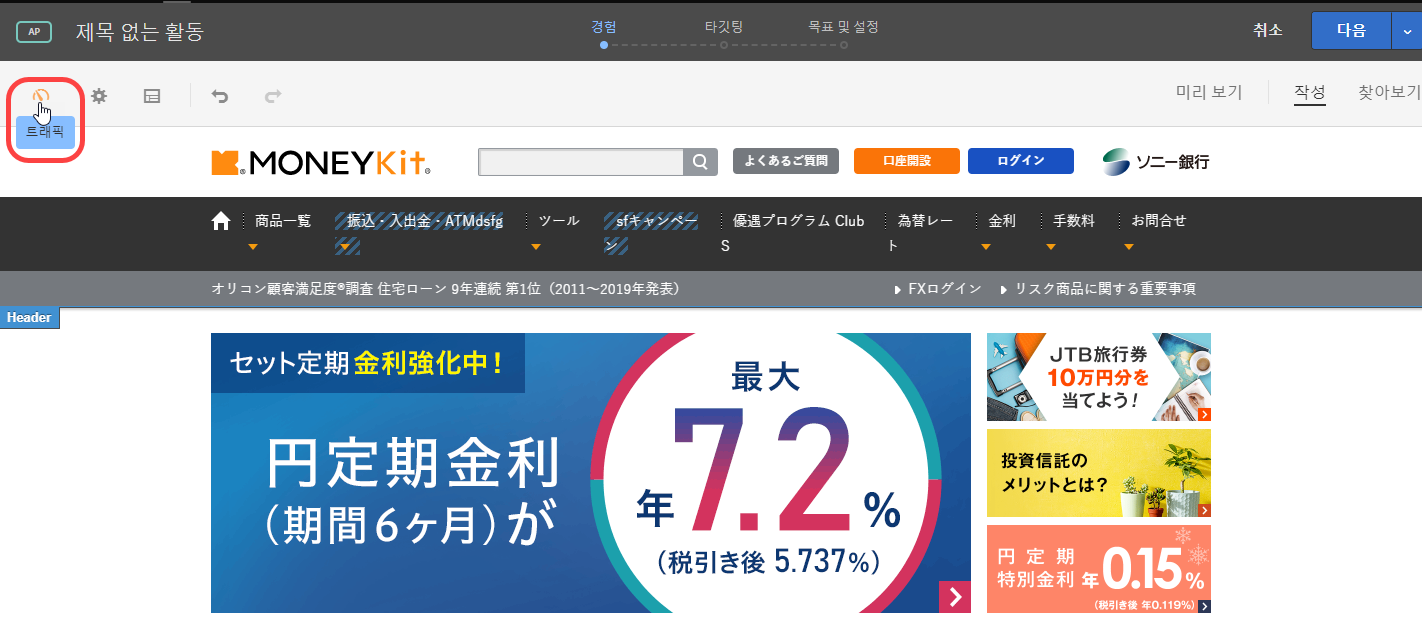 AP 제목 없는 활동 경험 타깃팅 목표 및 설정 취소 다음
미리 보기 작성 찾아보기
트래픽
MONEYKit. よくあるご質問 口座開設 ログイン ソニー銀行
商品一覧 振込・入出金・ATMdsfg ツール sfキャンペー 優遇プログラム Club 為替レー 金利 手数料 お問合せ
ン S ト
オリコン顧客満足度®調査 住宅ローン 9年連続 第1位（2011～2019年発表） FXログイン リスク商品に関する重要事項
Header
セット定期金利強化中！
円定期金利
（期間6ヶ月）が
最大
年7.2%
（税引き後 5.737%）
JTB旅行券
10万円分を
当てよう！
投資信託の
メリットとは？
円定期
特別金利 年0.15%
（税引き後 年0.119%）